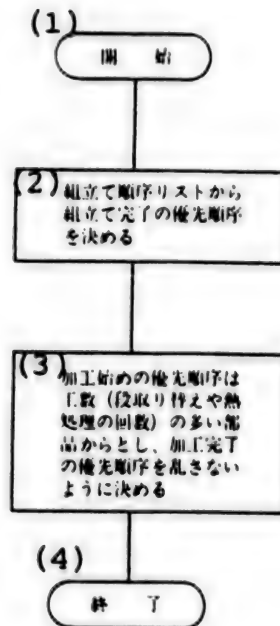 (1)
開 始
(2)
組立て順序リストから
組立て完了の優先順序
を決める
(3)
加工始めの優先順序は
工数（段取り替えや熱
処理の回数）の多い部
品からとし、加工完了
の優先順序を乱さない
ように決める
(4)
終 了